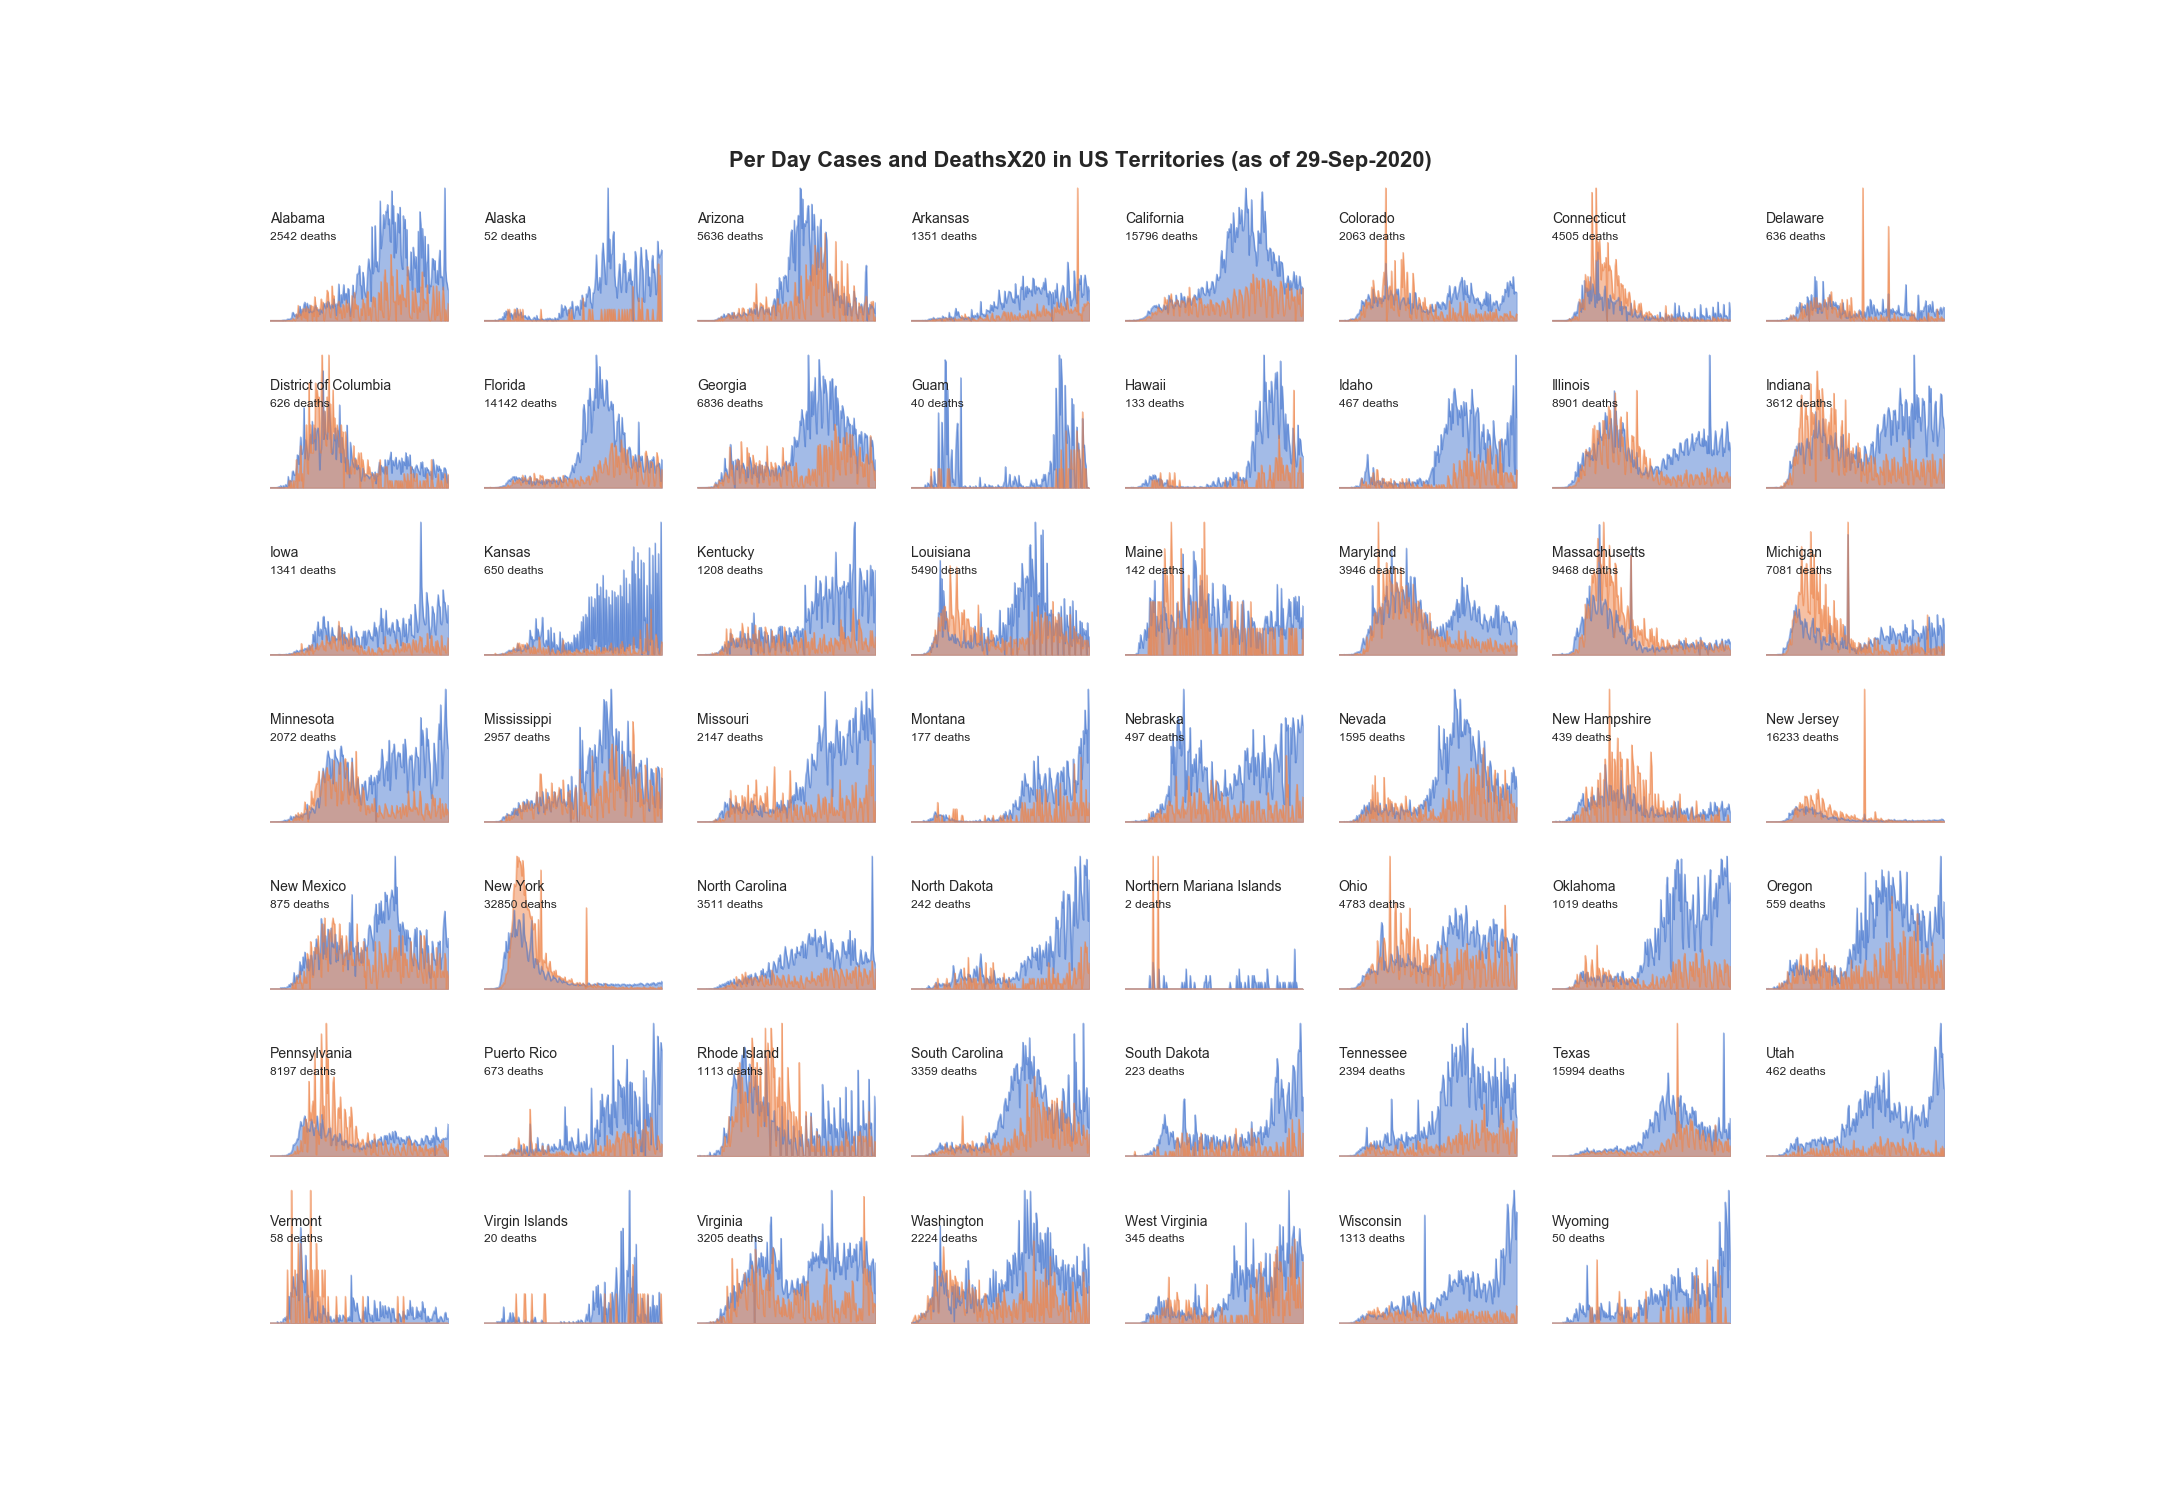 Per Day Cases and DeathsX20 in US Territories (as of 29-Sep-2020)
Alabama
2542 deaths
Alaska
52 deaths
Arizona
5636 deaths
Arkansas
1351 deaths
California
15796 deaths
Colorado
2063 deaths
Connecticut
4505 deaths
Delaware
636 deaths
District of Columbia
626 deaths
Florida
14142 deaths
Georgia
6836 deaths
Guam
40 deaths
Hawaii
133 deaths
Idaho
467 deaths
Illinois
8901 deaths
Indiana
3612 deaths
Iowa
1341 deaths
Kansas
650 deaths
Kentucky
1208 deaths
Louisiana
5490 deaths
Maine
142 deaths
Maryland
3946 deaths
Massachusetts
9468 deaths
Michigan
7081 deaths
Minnesota
2072 deaths
Mississippi
2957 deaths
Missouri
2147 deaths
Montana
177 deaths
Nebraska
497 deaths
Nevada
1595 deaths
New Hampshire
439 deaths
New Jersey
16233 deaths
New Mexico
875 deaths
New York
32850 deaths
North Carolina
3511 deaths
North Dakota
242 deaths
Northern Mariana Islands
2 deaths
Ohio
4783 deaths
Oklahoma
1019 deaths
Oregon
559 deaths
Pennsylvania
8197 deaths
Puerto Rico
673 deaths
Rhode Island
1113 deaths
South Carolina
3359 deaths
South Dakota
223 deaths
Tennessee
2394 deaths
Texas
15994 deaths
Utah
462 deaths
Vermont
58 deaths
Virgin Islands
20 deaths
Virginia
3205 deaths
Washington
2224 deaths
West Virginia
345 deaths
Wisconsin
1313 deaths
Wyoming
50 deaths